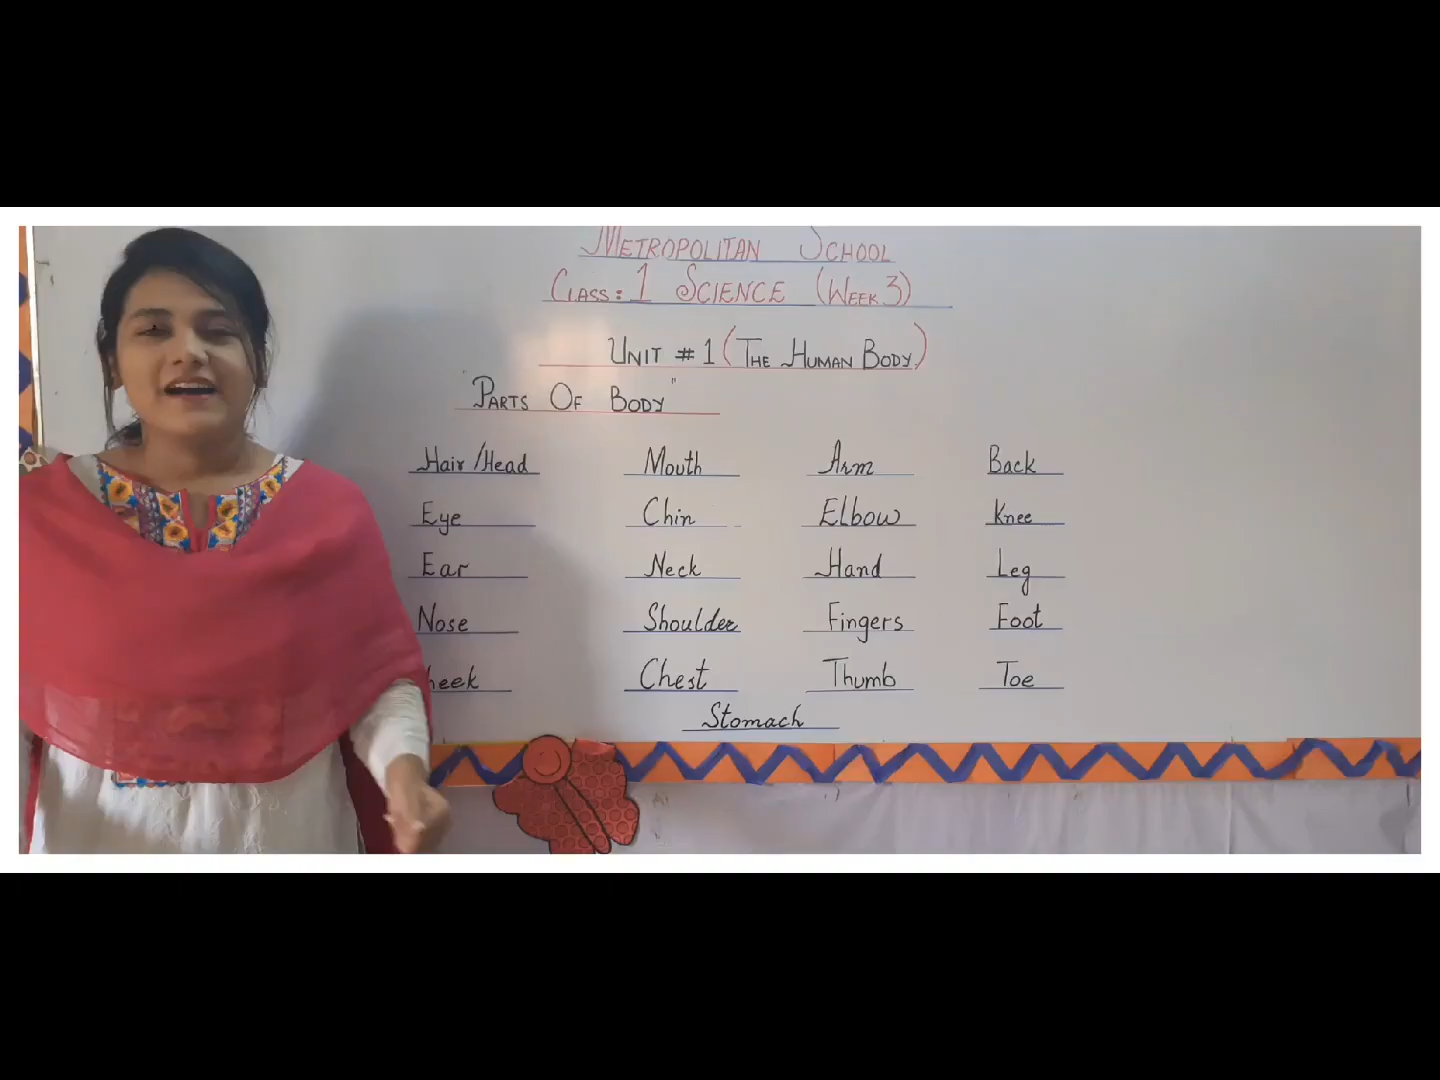 METROPOLITAN SCHOOL
CLASS: 1 SCIENCE (WEEK 3)
UNIT # 1 (THE HUMAN BODY)
"PARTS OF BODY"
Hair/Head Mouth Arm Back
Eye Chin Elbow Knee
Ear Neck Hand Leg
Nose Shoulder Fingers Foot
heek Chest Thumb Toe
Stomach